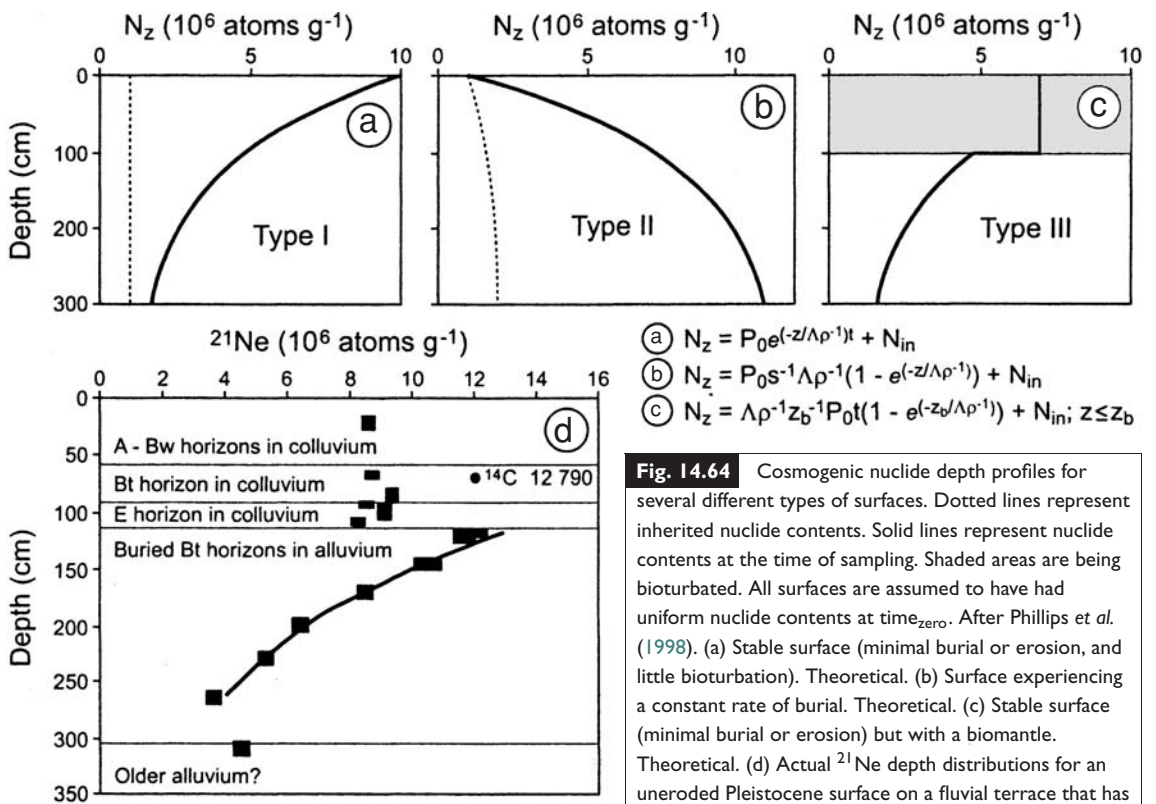 N_z (10^6 atoms g^-1)
N_z (10^6 atoms g^-1)
N_z (10^6 atoms g^-1)
0 5 10
0 5 10
0 5 10
Depth (cm)
0
100
200
300
a
Type I
b
Type II
c
Type III
21Ne (10^6 atoms g^-1)
0 2 4 6 8 10 12 14 16
Depth (cm)
0
50
100
150
200
250
300
350
d
A - Bw horizons in colluvium
Bt horizon in colluvium
14C 12 790
E horizon in colluvium
Buried Bt horizons in alluvium
Older alluvium?
a N_z = P_0e^(-z/Λρ^-1)t + N_in
b N_z = P_0s^-1Λρ^-1(1 - e^(-z/Λρ^-1)) + N_in
c N_z = Λρ^-1z_b^-1P_0t(1 - e^(-z_b/Λρ^-1)) + N_in; z≤z_b
Fig. 14.64 Cosmogenic nuclide depth profiles for
several different types of surfaces. Dotted lines represent
inherited nuclide contents. Solid lines represent nuclide
contents at the time of sampling. Shaded areas are being
bioturbated. All surfaces are assumed to have had
uniform nuclide contents at time_zero. After Phillips et al.
(1998). (a) Stable surface (minimal burial or erosion, and
little bioturbation). Theoretical. (b) Surface experiencing
a constant rate of burial. Theoretical. (c) Stable surface
(minimal burial or erosion) but with a biomantle.
Theoretical. (d) Actual 21Ne depth distributions for an
uneroded Pleistocene surface on a fluvial terrace that has